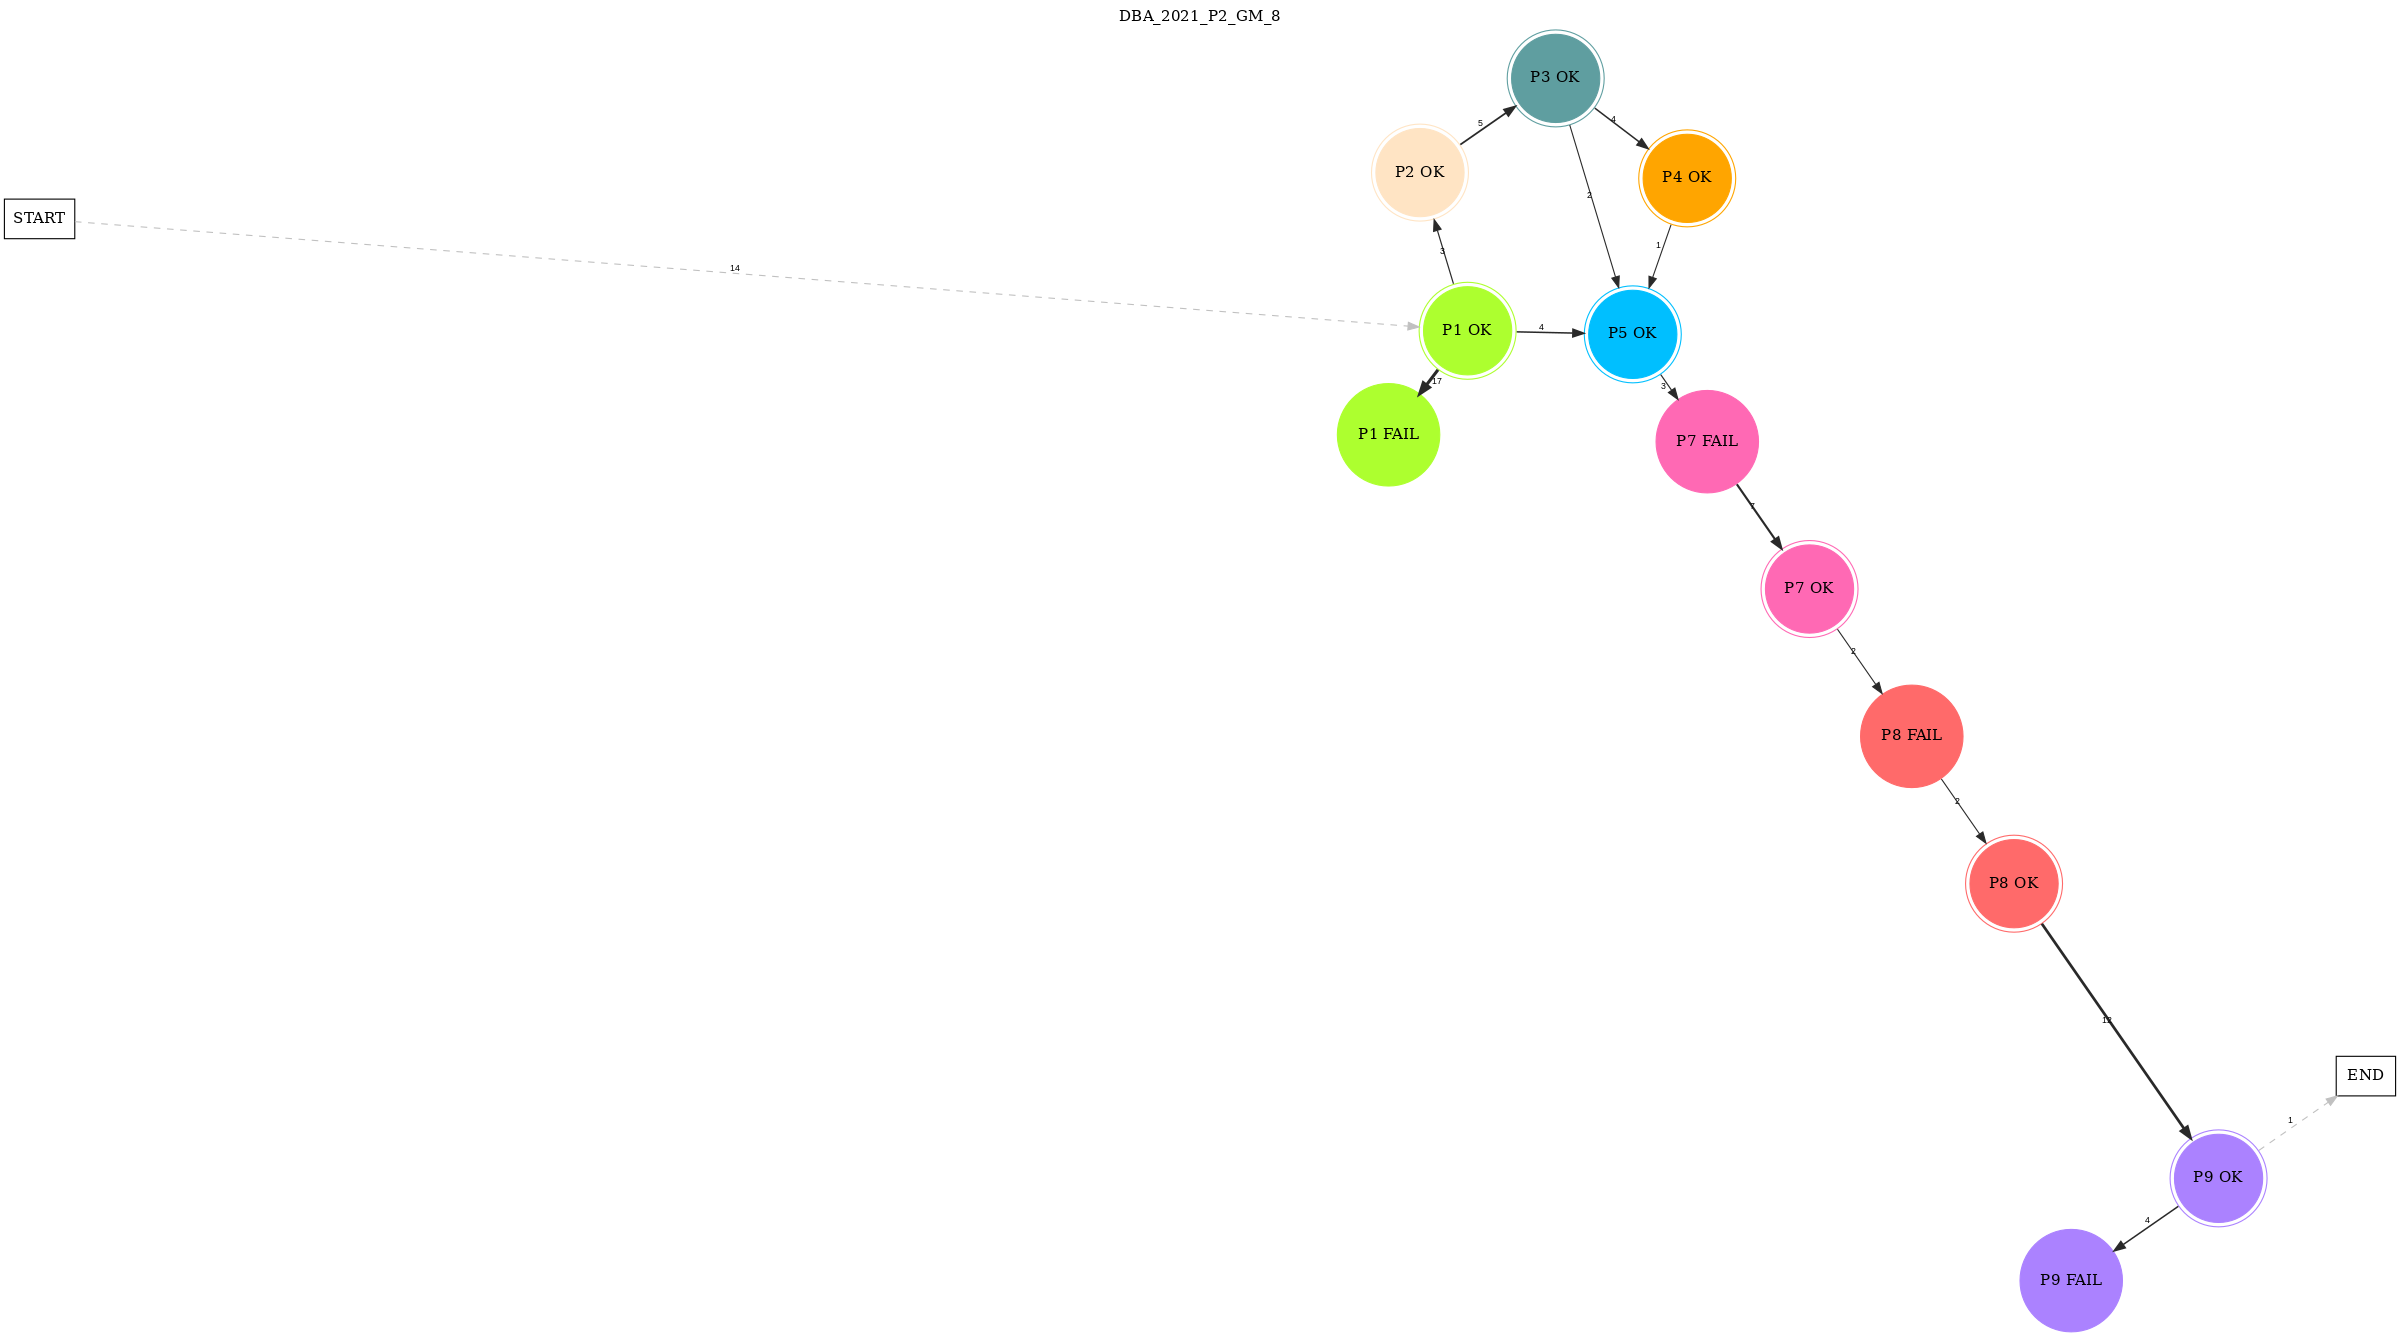 DBA_2021_P2_GM_8
P3 OK
5
4
P2 OK
P4 OK
2
START
3
1
14
P1 OK
4
P5 OK
17
3
P1 FAIL
P7 FAIL
7
P7 OK
2
P8 FAIL
2
P8 OK
END
1
P9 OK
4
P9 FAIL